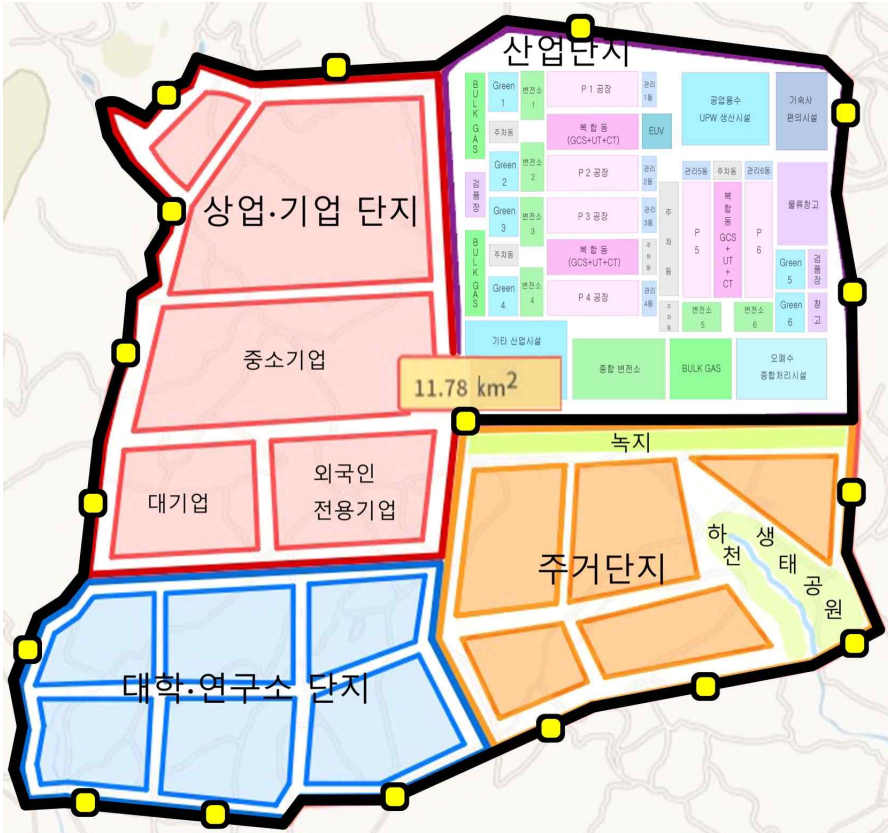 산업단지
BULK GAS
Green
1
변전소
1
P 1 공장
관리
1동
공업용수
UPW 생산시설
기숙사
편의시설
주차동
복 합 동
(GCS+UT+CT)
EUV
Green
2
변전소
2
P 2 공장
관리
2동
관리5동
주차동
관리6동
검품장
Green
3
변전소
3
P 3 공장
관리
3동
주차동
P
5
복합동
GCS
+
UT
+
CT
P
6
물류창고
BULK GAS
주차동
복 합 동
(GCS+UT+CT)
주차동
Green
5
검품장
Green
4
변전소
4
P 4 공장
관리
4동
주차동
변전소
5
변전소
6
Green
6
창고
기타 산업시설
종합 변전소
BULK GAS
오폐수
종합처리시설
상업·기업 단지
중소기업
11.78 km²
대기업
외국인
전용기업
녹지
주거단지
하천
생태공원
대학·연구소 단지